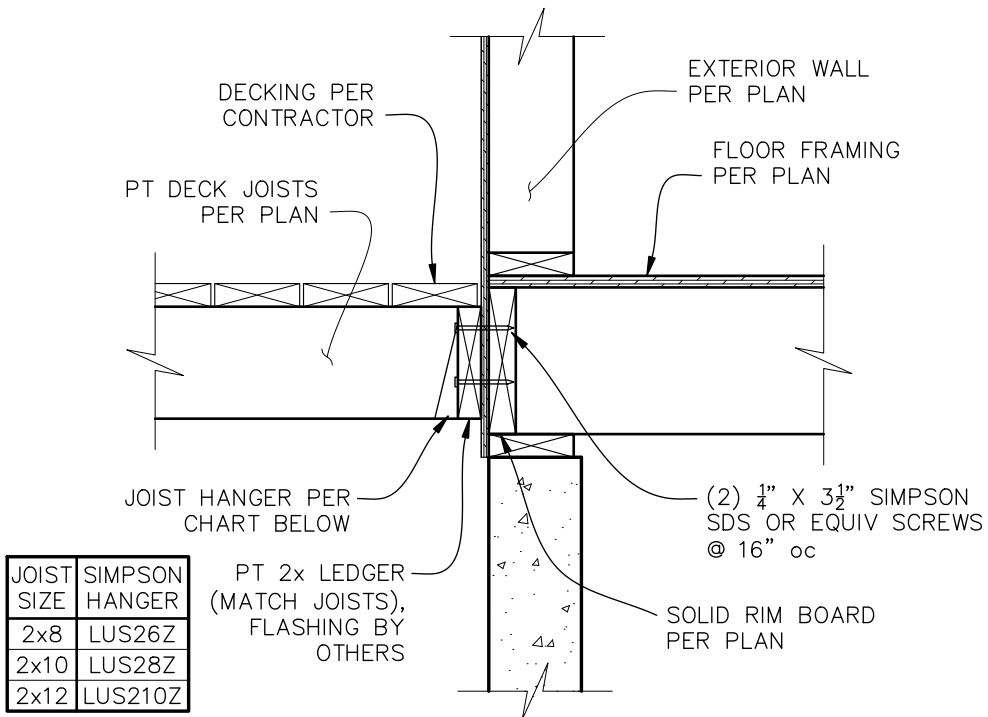 DECKING PER
CONTRACTOR
PT DECK JOISTS
PER PLAN
EXTERIOR WALL
PER PLAN
FLOOR FRAMING
PER PLAN
JOIST HANGER PER
CHART BELOW
PT 2x LEDGER
(MATCH JOISTS),
FLASHING BY
OTHERS
(2) 1/4" X 3 1/2" SIMPSON
SDS OR EQUIV SCREWS
@ 16" oc
SOLID RIM BOARD
PER PLAN
JOIST SIZE SIMPSON HANGER
2x8 LUS26Z
2x10 LUS28Z
2x12 LUS210Z